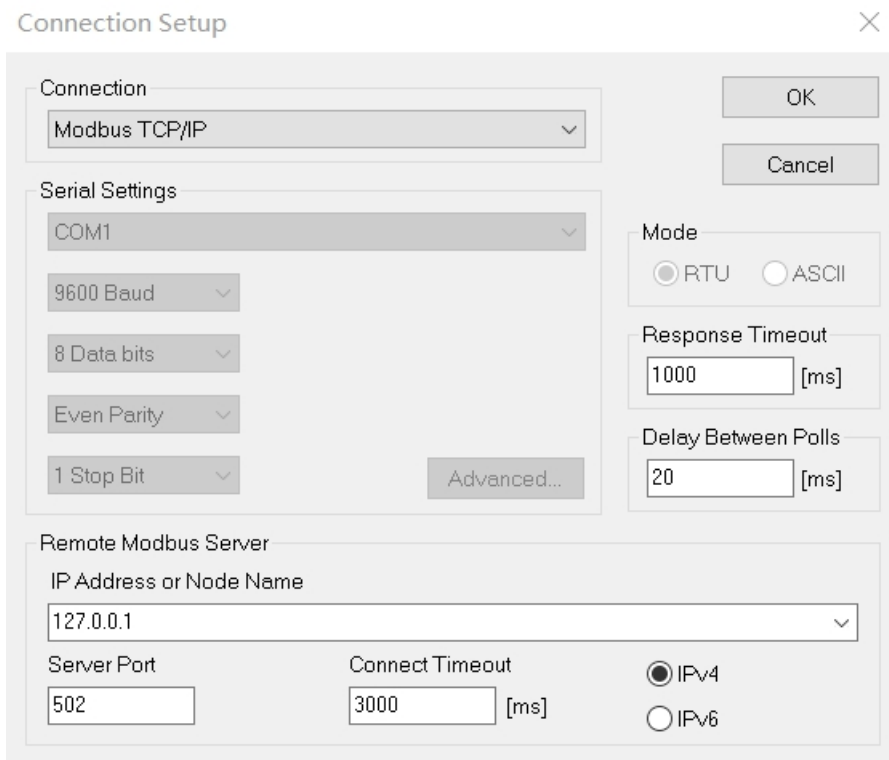 Connection Setup
Connection
OK
Modbus TCP/IP
Cancel
Serial Settings
COM1
Mode
RTU ASCII
9600 Baud
Response Timeout
8 Data bits
1000 [ms]
Even Parity
Delay Between Polls
1 Stop Bit
Advanced...
20 [ms]
Remote Modbus Server
IP Address or Node Name
127.0.0.1
Server Port Connect Timeout
IPv4
502 3000 [ms]
IPv6